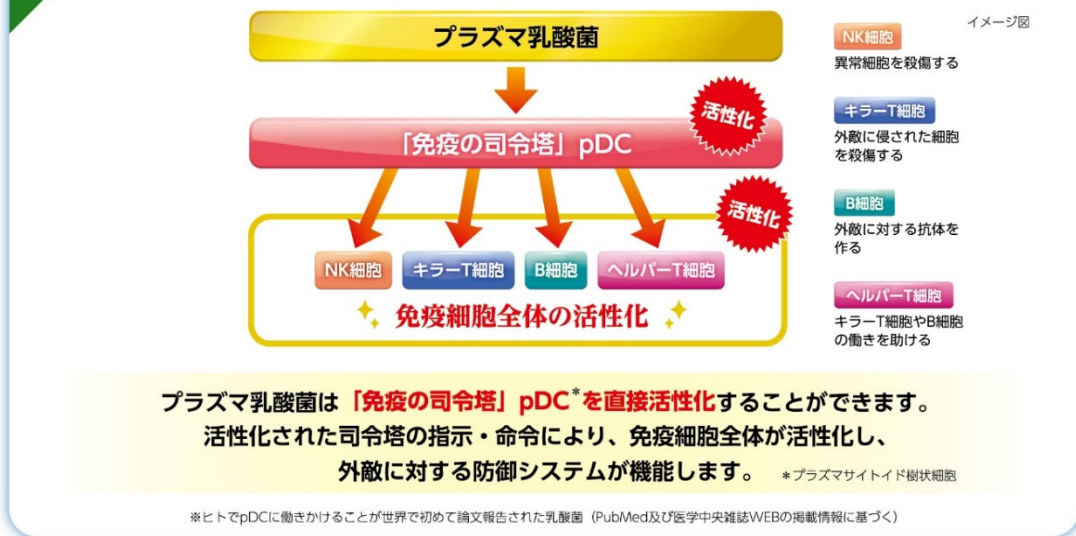 イメージ図
プラズマ乳酸菌
活性化
「免疫の司令塔」pDC
活性化
NK細胞
キラーT細胞
B細胞
ヘルパーT細胞
免疫細胞全体の活性化
NK細胞
異常細胞を殺傷する
キラーT細胞
外敵に侵された細胞
を殺傷する
B細胞
外敵に対する抗体を
作る
ヘルパーT細胞
キラーT細胞やB細胞
の働きを助ける
プラズマ乳酸菌は「免疫の司令塔」pDC*を直接活性化することができます。
活性化された司令塔の指示・命令により、免疫細胞全体が活性化し、
外敵に対する防御システムが機能します。 *プラズマサイトイド樹状細胞
※ヒトでpDCに働きかけることが世界で初めて論文報告された乳酸菌（PubMed及び医学中央雑誌WEBの掲載情報に基づく）